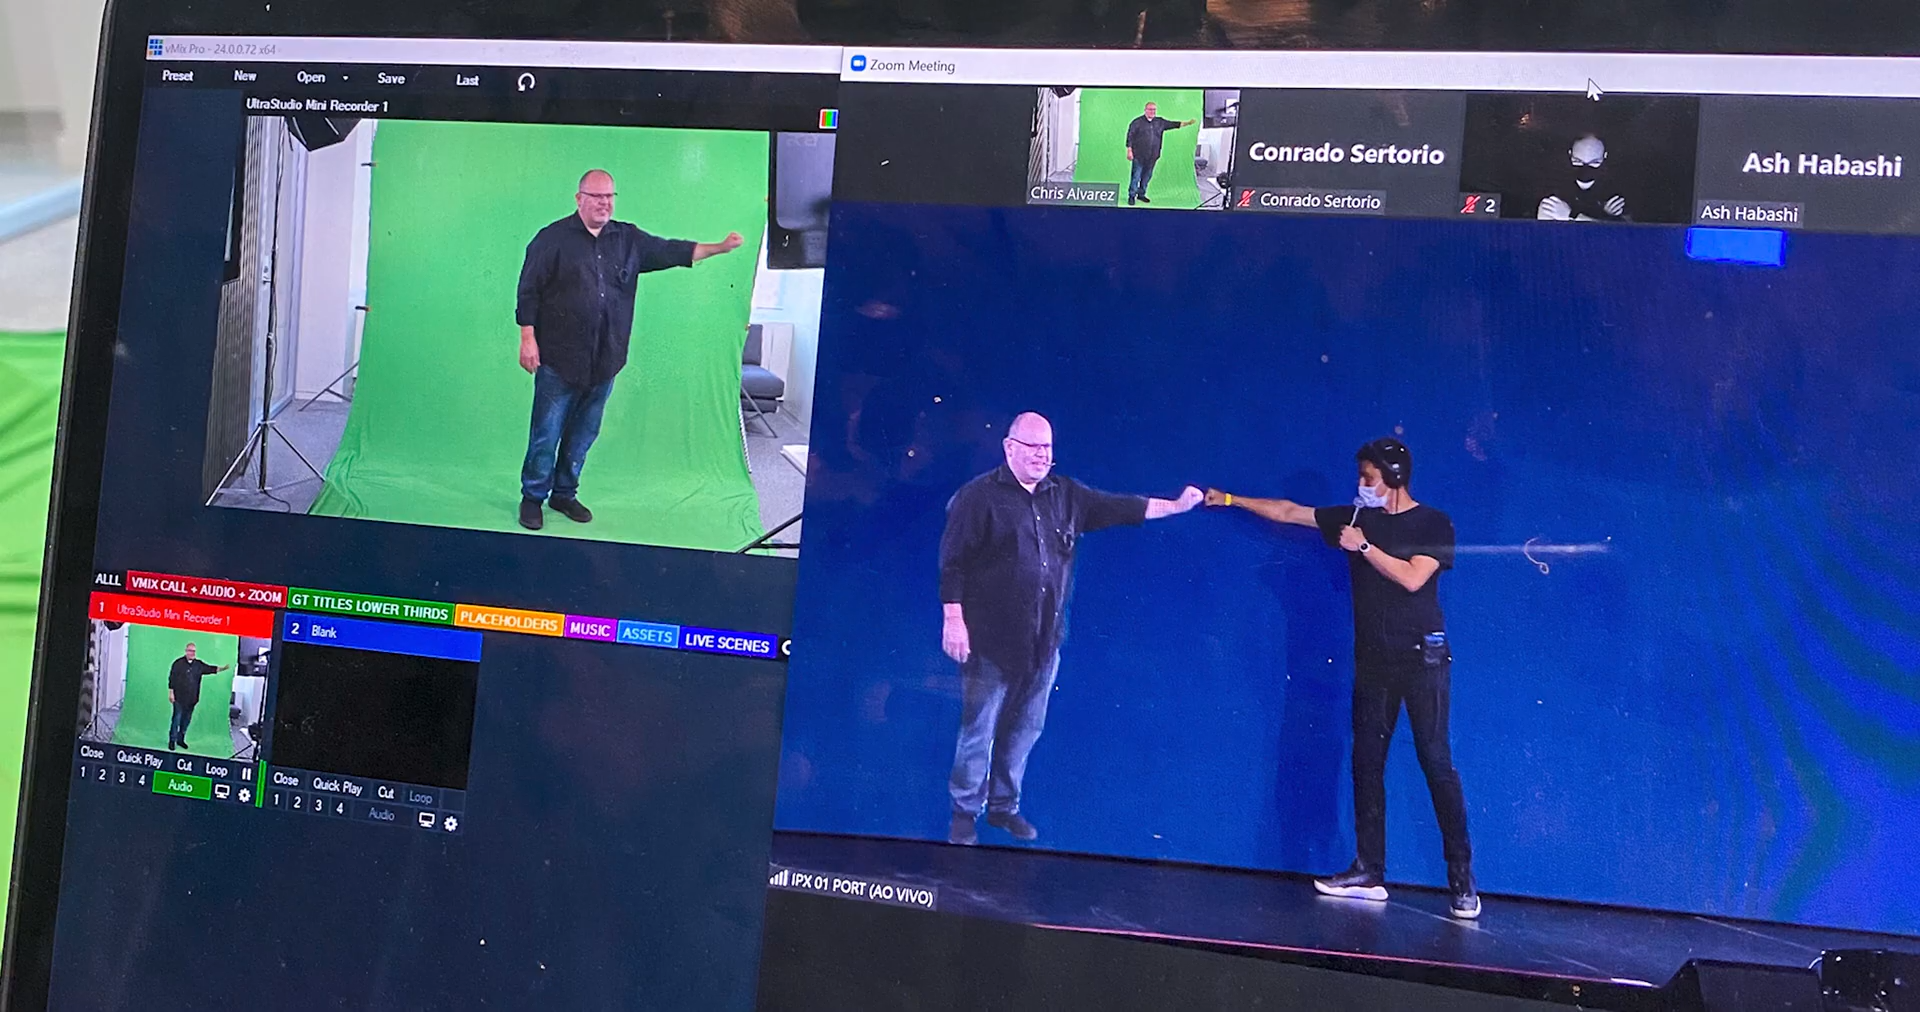 vMix Pro - 24.0.0.72 x64
Preset New Open Save Last
UltraStudio Mini Recorder 1
ALLL VMIX CALL + AUDIO + ZOOM GT TITLES LOWER THIRDS PLACEHOLDERS MUSIC ASSETS LIVE SCENES
1 UltraStudio Mini Recorder 1
Close Quick Play Cut Loop
1 2 3 4 Audio
2 Blank
Close Quick Play Cut Loop
1 2 3 4 Audio
Zoom Meeting
Chris Alvarez
Conrado Sertorio
Conrado Sertorio
2
Ash Habashi
Ash Habashi
IPX 01 PORT (AO VIVO)